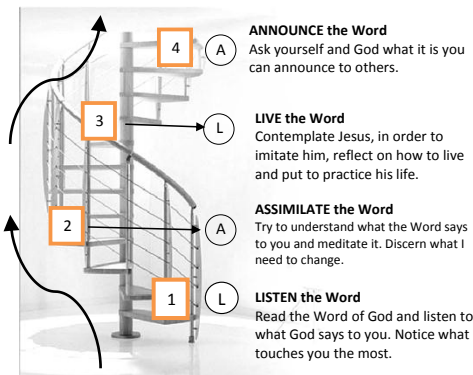 4
A
ANNOUNCE the Word
Ask yourself and God what it is you
can announce to others.
3
L
LIVE the Word
Contemplate Jesus, in order to
imitate him, reflect on how to live
and put to practice his life.
2
A
ASSIMILATE the Word
Try to understand what the Word says
to you and meditate it. Discern what I
need to change.
1
L
LISTEN the Word
Read the Word of God and listen to
what God says to you. Notice what
touches you the most.